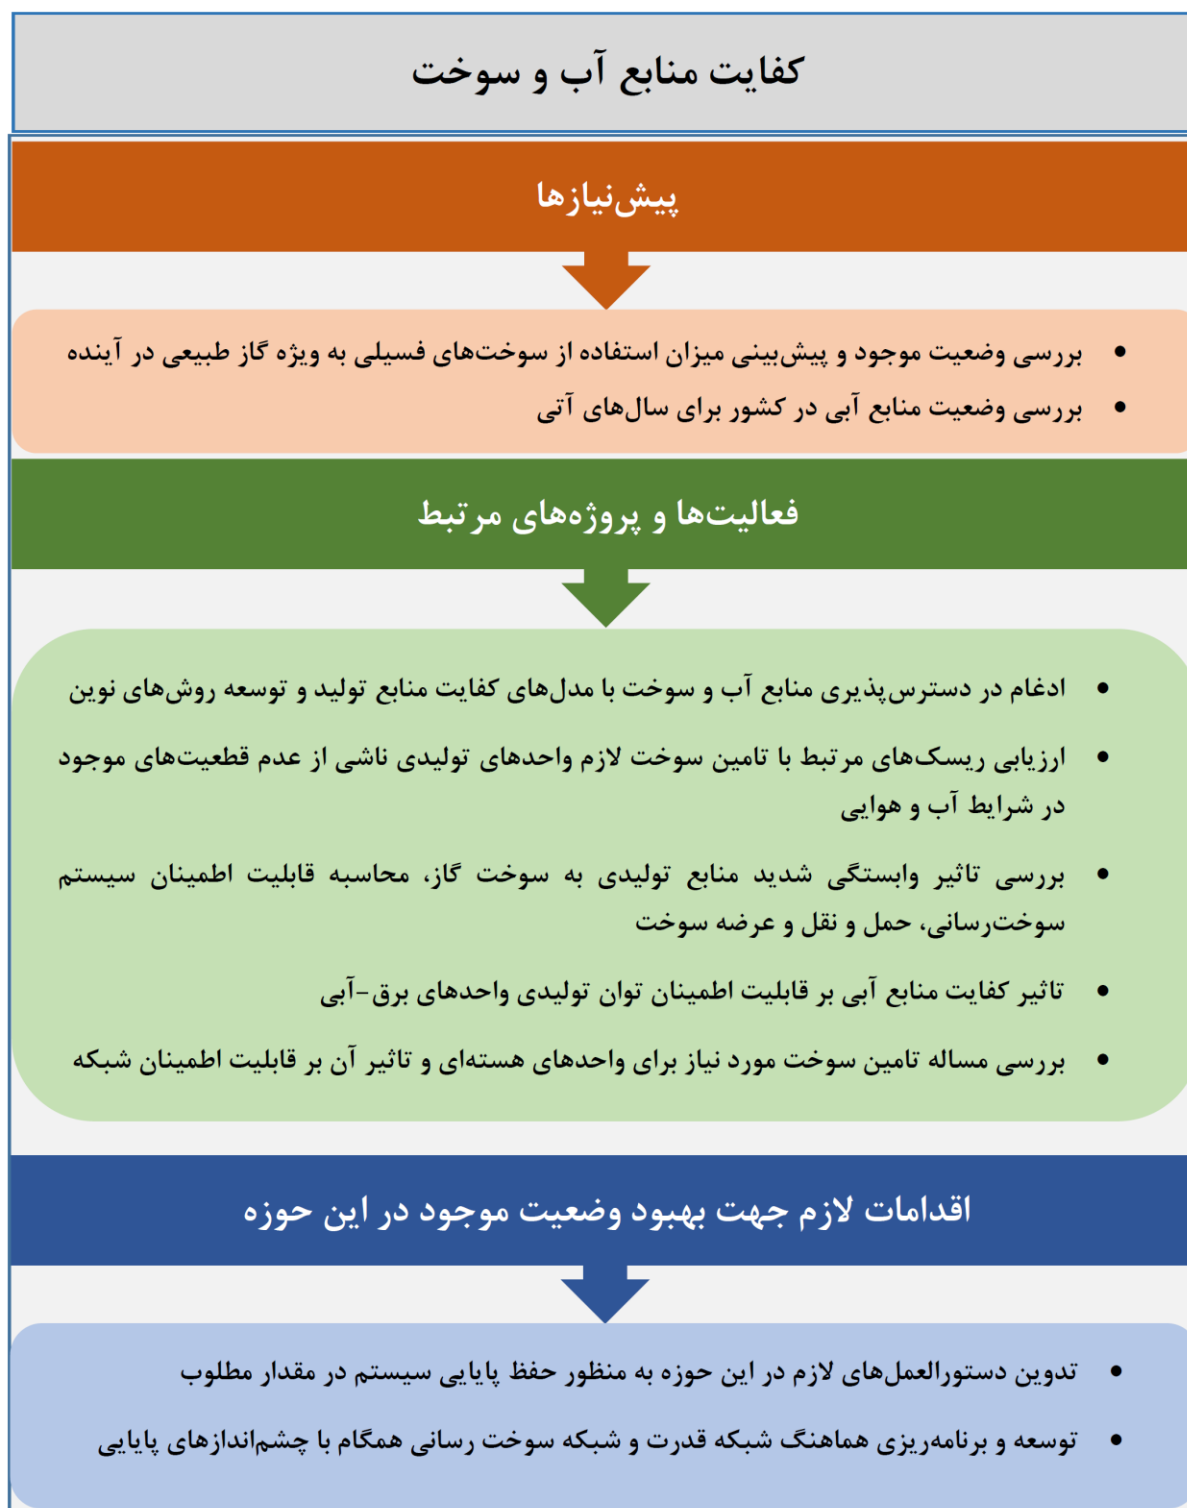 کفایت منابع آب و سوخت
پیش‌نیازها
• بررسی وضعیت موجود و پیش‌بینی میزان استفاده از سوخت‌های فسیلی به ویژه گاز طبیعی در آینده
• بررسی وضعیت منابع آبی در کشور برای سال‌های آتی
فعالیت‌ها و پروژه‌های مرتبط
• ادغام در دسترس‌پذیری منابع آب و سوخت با مدل‌های کفایت منابع تولید و توسعه روش‌های نوین
• ارزیابی ریسک‌های مرتبط با تامین سوخت لازم واحدهای تولیدی ناشی از عدم قطعیت‌های موجود
در شرایط آب و هوایی
• بررسی تاثیر وابستگی شدید منابع تولیدی به سوخت گاز، محاسبه قابلیت اطمینان سیستم
سوخت‌رسانی، حمل و نقل و عرضه سوخت
• تاثیر کفایت منابع آبی بر قابلیت اطمینان توان تولیدی واحدهای برق-آبی
• بررسی مساله تامین سوخت مورد نیاز برای واحدهای هسته‌ای و تاثیر آن بر قابلیت اطمینان شبکه
اقدامات لازم جهت بهبود وضعیت موجود در این حوزه
• تدوین دستورالعمل‌های لازم در این حوزه به منظور حفظ پایایی سیستم در مقدار مطلوب
• توسعه و برنامه‌ریزی هماهنگ شبکه قدرت و شبکه سوخت رسانی همگام با چشم‌اندازهای پایایی